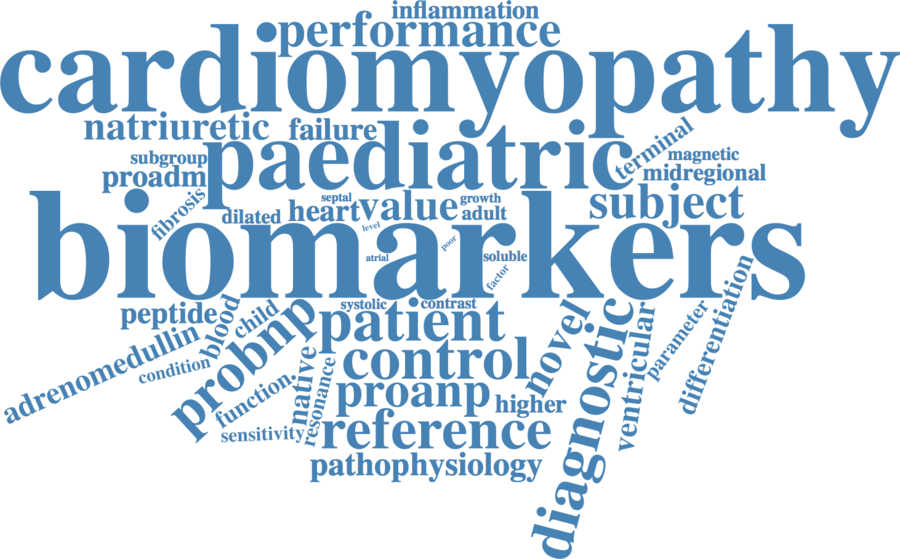 inflammation
performance
cardiomyopathy
natriuretic
failure
paediatric
terminal
subgroup
magnetic
proadm
midregional
fibrosis
septal
growth
dilated
heart
value
adult
subject
level
biomarkers
poor
atrial
soluble
factor
systolic
contrast
peptide
blood
child
patient
novel
diagnostic
ventricular
parameter
differentiation
adrenomedullin
condition
probnp
function
native
resonance
control
proanp
higher
sensitivity
reference
pathophysiology